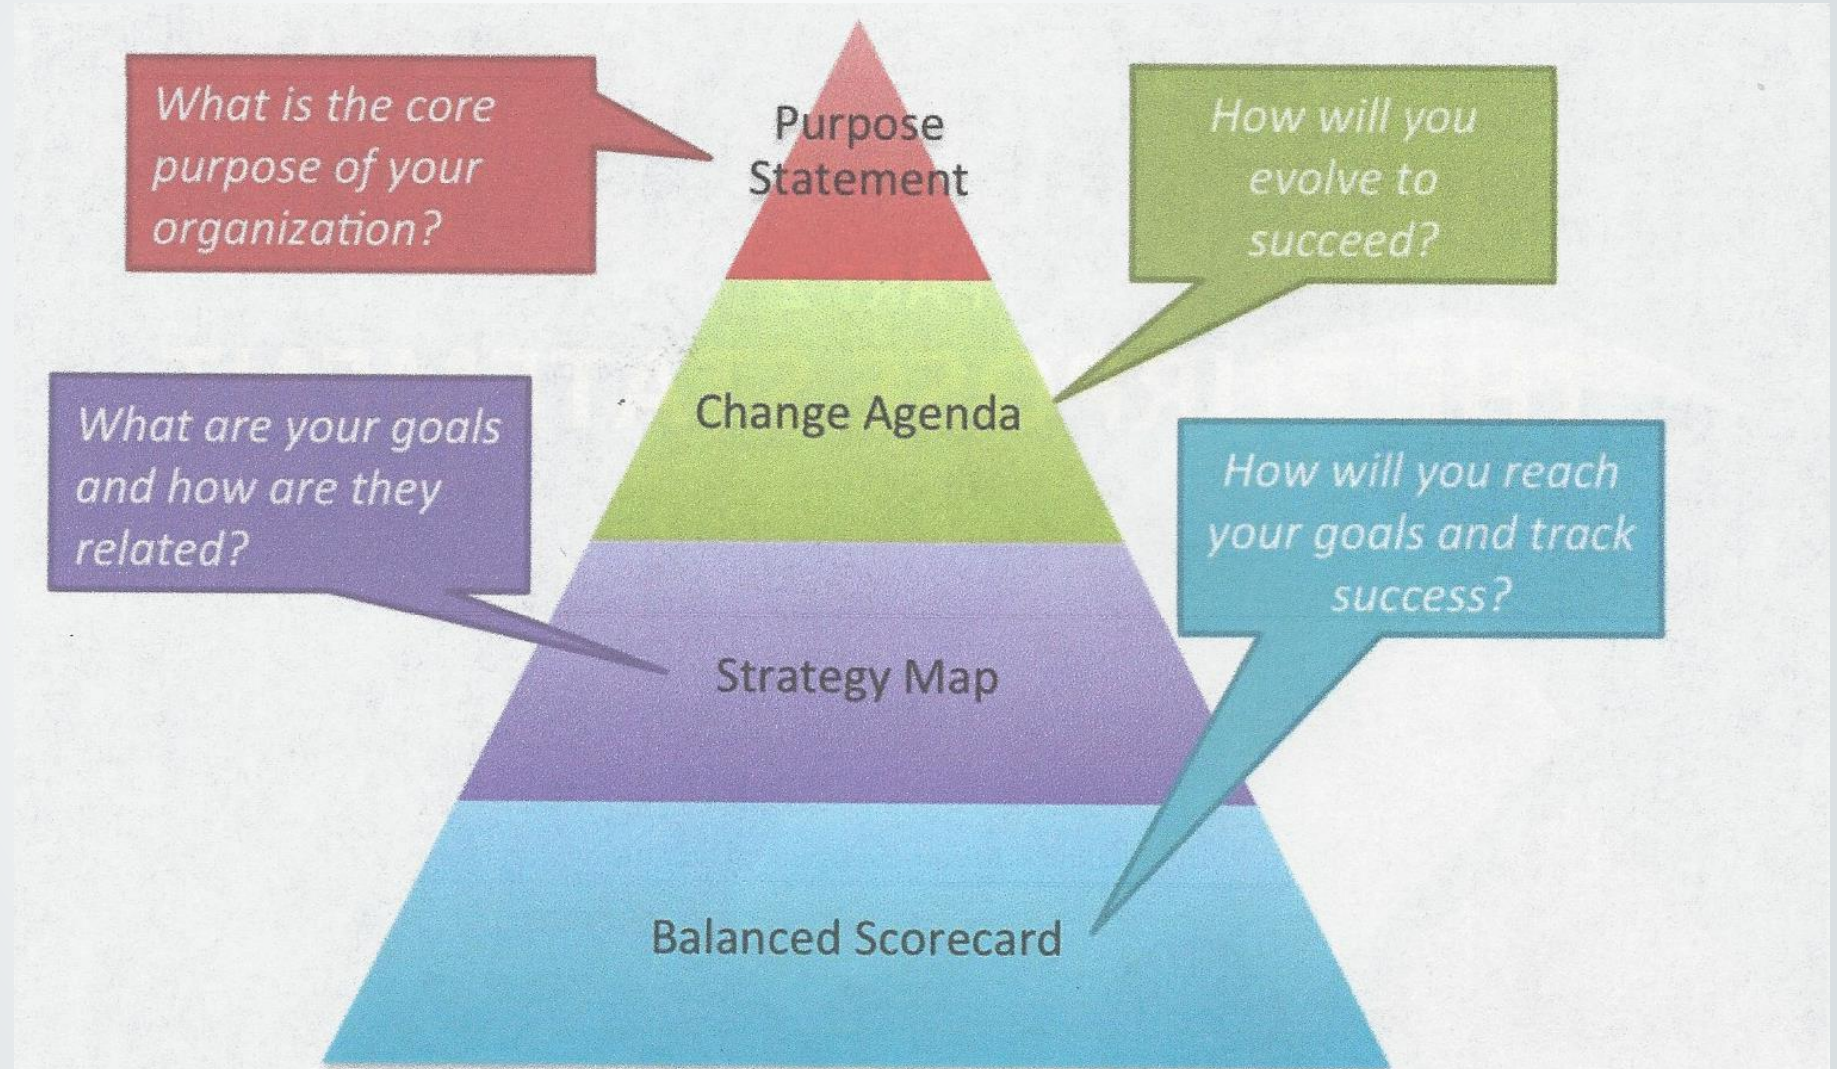 What is the core
purpose of your
organization?
Purpose
Statement
How will you
evolve to
succeed?
Change Agenda
What are your goals
and how are they
related?
How will you reach
your goals and track
success?
Strategy Map
Balanced Scorecard